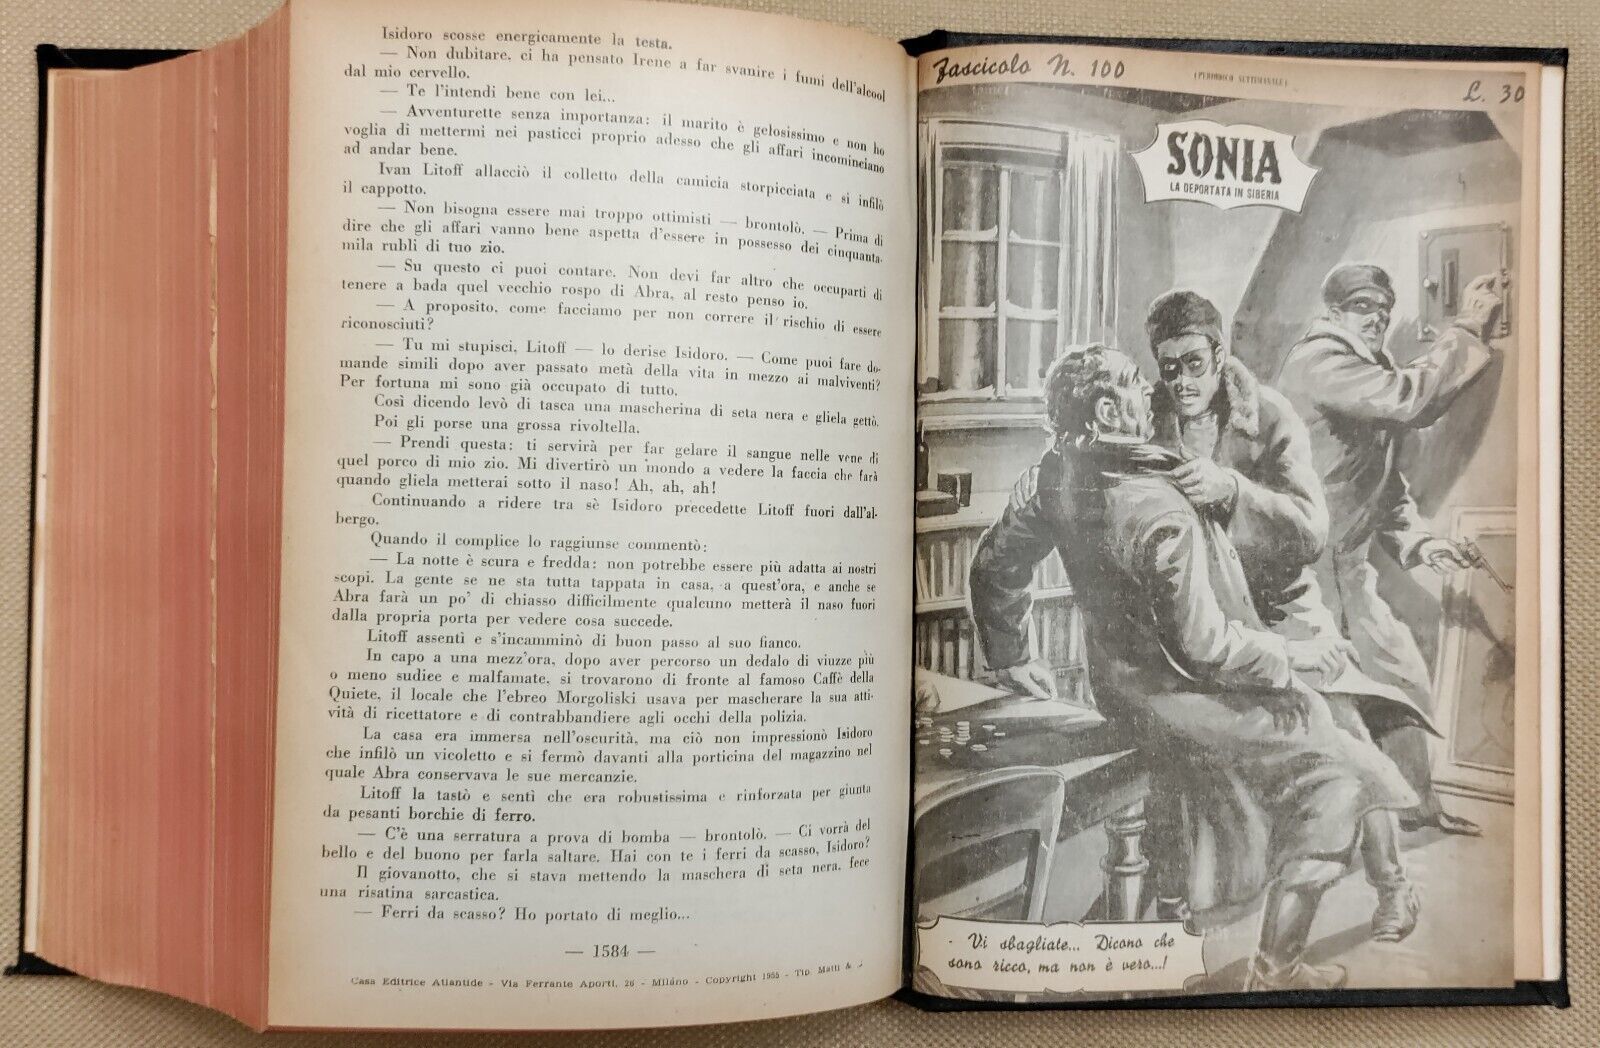 Isidoro scosse energicamente la testa.
— Non dubitare, ci ha pensato Irene a far svanire i fumi dell'alcool
dal mio cervello.
— Te l'intendi bene con lei...
— Avventurette senza importanza: il marito è gelosissimo e non ho
voglia di mettermi nei pasticci proprio adesso che gli affari incominciano
ad andar bene.
Ivan Litoff allacciò il colletto della camicia storpicciata e si infilò
il cappotto.
— Non bisogna essere mai troppo ottimisti — brontolò. — Prima di
dire che gli affari vanno bene aspetta d'essere in possesso dei cinquanta-
mila rubli di tuo zio.
— Su questo ci puoi contare. Non devi far altro che occuparti di
tenere a bada quel vecchio rospo di Abra, al resto penso io.
— A proposito, come facciamo per non correre il rischio di essere
riconosciuti?
— Tu mi stupisci, Litoff — lo derise Isidoro. — Come puoi fare do-
mande simili dopo aver passato metà della vita in mezzo ai malviventi?
Per fortuna mi sono già occupato di tutto.
Così dicendo levò di tasca una mascherina di seta nera e gliela gettò.
Poi gli porse una grossa rivoltella.
— Prendi questa: ti servirà per far gelare il sangue nelle vene di
quel porco di mio zio. Mi divertirò un mondo a vedere la faccia che farà
quando gliela metterai sotto il naso! Ah, ah, ah!
Continuando a ridere tra sè Isidoro precedette Litoff fuori dall'al-
bergo.
Quando il complice lo raggiunse commentò:
— La notte è scura e fredda: non potrebbe essere più adatta ai nostri
scopi. La gente se ne sta tutta tappata in casa, a quest'ora, e anche se
Abra farà un po' di chiasso difficilmente qualcuno metterà il naso fuori
dalla propria porta per vedere cosa succede.
Litoff assentì e s'incamminò di buon passo al suo fianco.
In capo a una mezz'ora, dopo aver percorso un dedalo di viuzze più
o meno sudice e malfamate, si trovarono di fronte al famoso Caffè della
Quiete, il locale che l'ebreo Morgoliski usava per mascherare la sua atti-
vità di ricettatore e di contrabbandiere agli occhi della polizia.
La casa era immersa nell'oscurità, ma ciò non impressionò Isidoro
che infilò un vicoletto e si fermò davanti alla porticina del magazzino nel
quale Abra conservava le sue mercanzie.
Litoff la tastò e sentì che era robustissima e rinforzata per giunta
da pesanti borchie di ferro.
— C'è una serratura a prova di bomba — brontolò. — Ci vorrà del
bello e del buono per farla saltare. Hai con te i ferri da scasso, Isidoro?
Il giovanotto, che si stava mettendo la maschera di seta nera, fece
una risatina sarcastica.
— Ferri da scasso? Ho portato di meglio...
— 1584 —
Casa Editrice Atlantide - Via Ferrante Aporti, 26 - Milano - Copyright 1955 - Tip. Matti &
Fascicolo N. 100
(PERIODICO SETTIMANALE)
L. 30
SONIA
LA DEPORTATA IN SIBERIA
- Vi sbagliate... Dicono che
sono ricco, ma non è vero...!